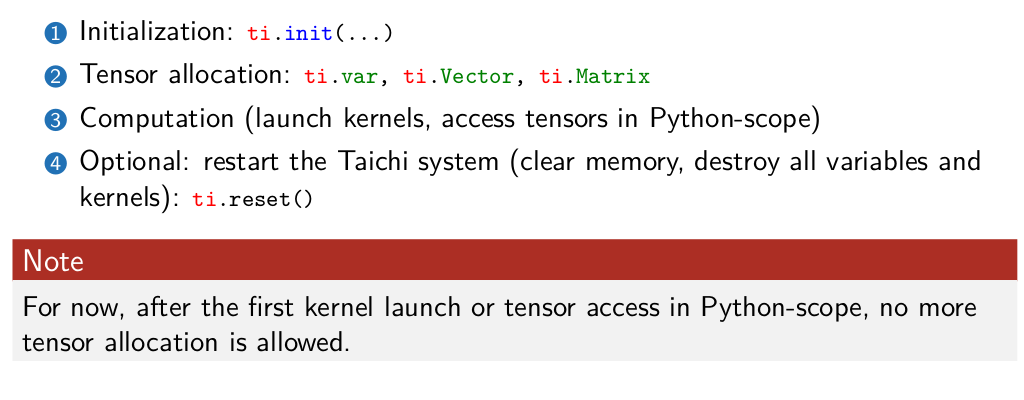 1 Initialization: ti.init(...)
2 Tensor allocation: ti.var, ti.Vector, ti.Matrix
3 Computation (launch kernels, access tensors in Python-scope)
4 Optional: restart the Taichi system (clear memory, destroy all variables and
kernels): ti.reset()
Note
For now, after the first kernel launch or tensor access in Python-scope, no more
tensor allocation is allowed.